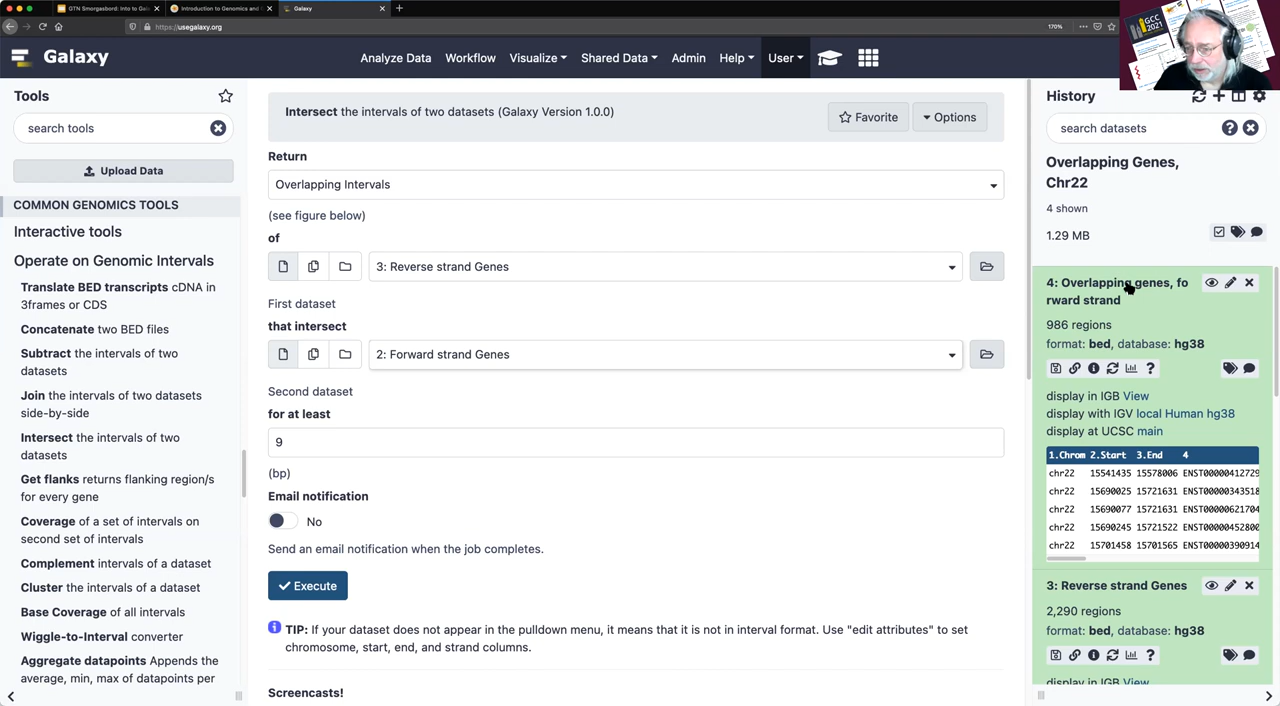 GTN Smorgasbord: Into to Gala
Introduction to Genomics and G
Galaxy
https://usegalaxy.org
170%
GCC
2021
Galaxy
Analyze Data
Workflow
Visualize
Shared Data
Admin
Help
User
Tools
search tools
Upload Data
COMMON GENOMICS TOOLS
Interactive tools
Operate on Genomic Intervals
Translate BED transcripts cDNA in
3frames or CDS
Concatenate two BED files
Subtract the intervals of two
datasets
Join the intervals of two datasets
side-by-side
Intersect the intervals of two
datasets
Get flanks returns flanking region/s
for every gene
Coverage of a set of intervals on
second set of intervals
Complement intervals of a dataset
Cluster the intervals of a dataset
Base Coverage of all intervals
Wiggle-to-Interval converter
Aggregate datapoints Appends the
average, min, max of datapoints per
Intersect the intervals of two datasets (Galaxy Version 1.0.0)
Favorite
Options
Return
Overlapping Intervals
(see figure below)
of
3: Reverse strand Genes
First dataset
that intersect
2: Forward strand Genes
Second dataset
for at least
9
(bp)
Email notification
No
Send an email notification when the job completes.
Execute
TIP: If your dataset does not appear in the pulldown menu, it means that it is not in interval format. Use "edit attributes" to set
chromosome, start, end, and strand columns.
Screencasts!
History
search datasets
Overlapping Genes,
Chr22
4 shown
1.29 MB
4: Overlapping genes, fo
rward strand
986 regions
format: bed, database: hg38
display in IGB View
display with IGV local Human hg38
display at UCSC main
1.Chrom 2.Start 3.End 4
chr22 15541435 15578006 ENST0000412729
chr22 15690025 15721631 ENST0000343518
chr22 15690077 15721631 ENST0000621704
chr22 15690245 15721522 ENST0000452800
chr22 15701458 15701565 ENST0000390914
3: Reverse strand Genes
2,290 regions
format: bed, database: hg38
display in IGB View